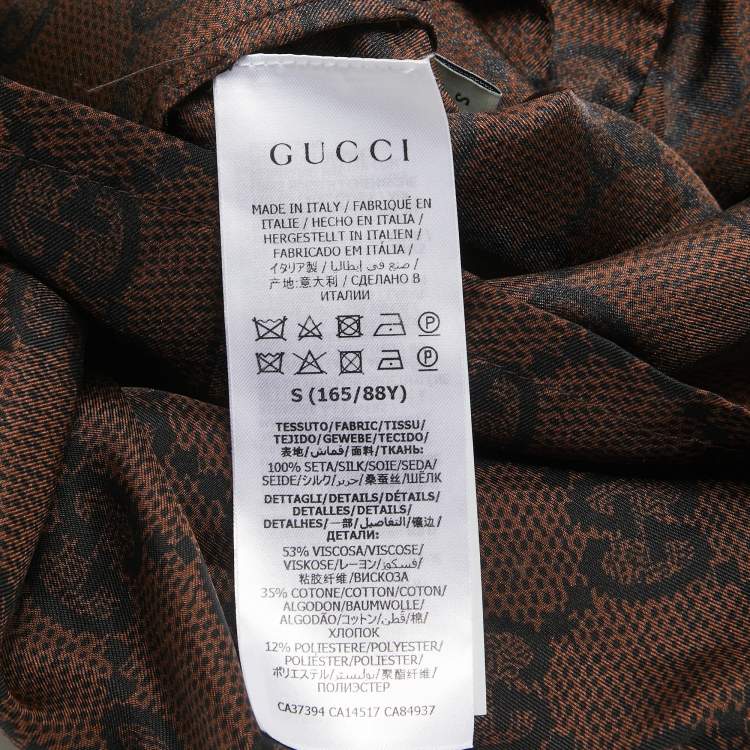 GUCCI
MADE IN ITALY / FABRIQUÉ EN
ITALIE / HECHO EN ITALIA /
HERGESTELLT IN ITALIEN /
FABRICADO EM ITÁLIA /
イタリア製 / صنع في إيطاليا /
产地:意大利 / СДЕЛАНО В
ИТАЛИИ
P
P
S (165/88Y)
TESSUTO/FABRIC/TISSU/
TEJIDO/GEWEBE/TECIDO/
表地/قماش/面料/ТКАНЬ:
100% SETA/SILK/SOIE/SEDA/
SEIDE/シルク/حرير/桑蚕丝/ШЁЛК
DETTAGLI/DETAILS/DÉTAILS/
DETALLES/DETAILS/
DETALHES/一部/التفاصيل/镶边/
ДЕТАЛИ:
53% VISCOSA/VISCOSE/
VISKOSE/レーヨン/فسكوز/
粘胶纤维/ВИСКОЗА
35% COTONE/COTTON/COTON/
ALGODON/BAUMWOLLE/
ALGODÃO/コットン/قطن/棉/
ХЛОПОК
12% POLIESTERE/POLYESTER/
POLIÉSTER/POLYESTER/
ポリエステル/بوليستر/聚酯纤维/
ПОЛИЭСТЕР
CA37394 CA14517 CA84937
S